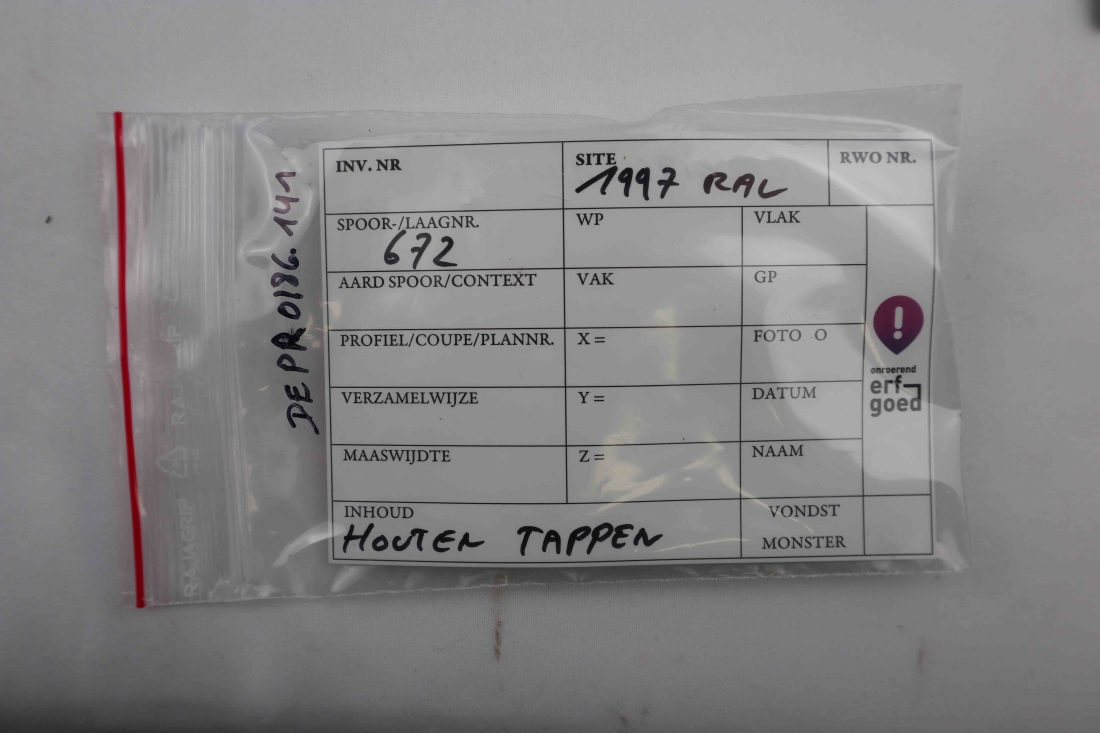 INV. NR
SITE
1997 RAL
RWO NR.
SPOOR-/LAAGNR.
672
WP
VLAK
AARD SPOOR/CONTEXT
VAK
GP
PROFIEL/COUPE/PLANNR.
X =
FOTO O
VERZAMELWIJZE
Y =
DATUM
MAASWIJDTE
Z =
NAAM
INHOUD
HOUTEN TAPPEN
VONDST
MONSTER
onroerend
erf
goed
DEPR0186.141
RAJAGRIP